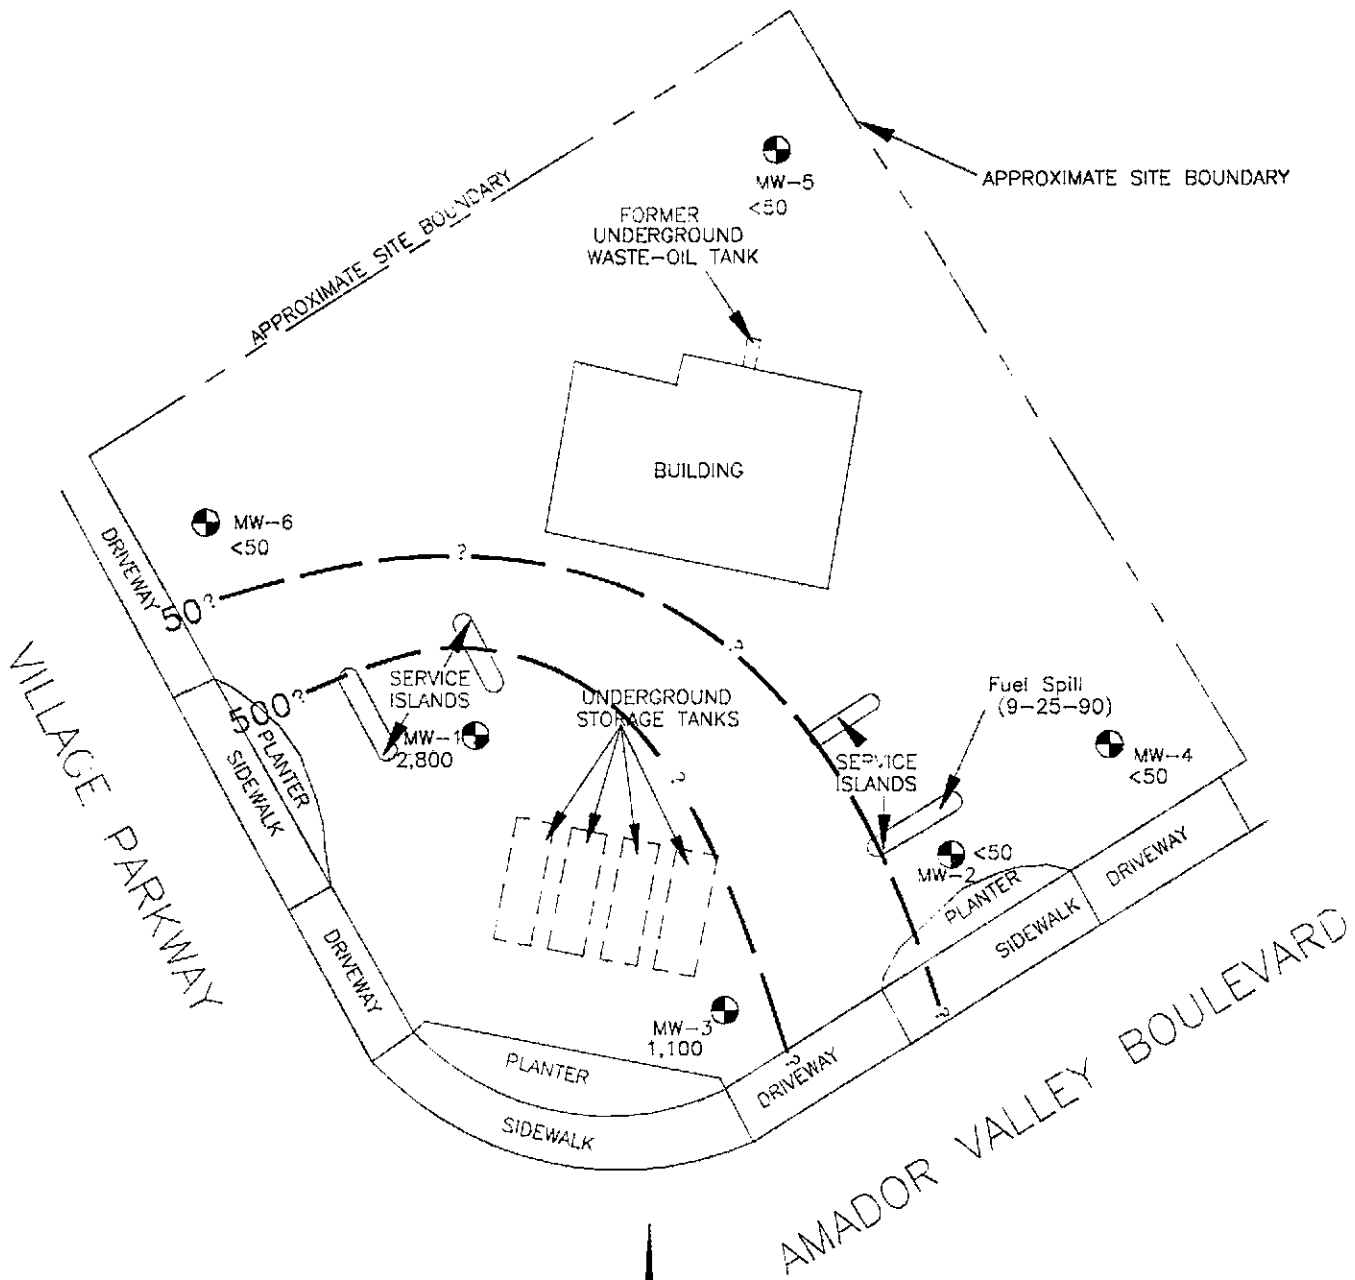 MW-5
<50
APPROXIMATE SITE BOUNDARY
APPROXIMATE SITE BOUNDARY
FORMER
UNDERGROUND
WASTE-OIL TANK
BUILDING
MW-6
<50
DRIVEWAY
50?
?
?
500?
SERVICE
ISLANDS
UNDERGROUND
STORAGE TANKS
Fuel Spill
(9-25-90)
MW-1
2,800
?
SERVICE
ISLANDS
MW-4
<50
PLANTER
SIDEWALK
VILLAGE PARKWAY
<50
MW-2
PLANTER
SIDEWALK
DRIVEWAY
DRIVEWAY
MW-3
1,100
?
?
PLANTER
DRIVEWAY
SIDEWALK
AMADOR VALLEY BOULEVARD